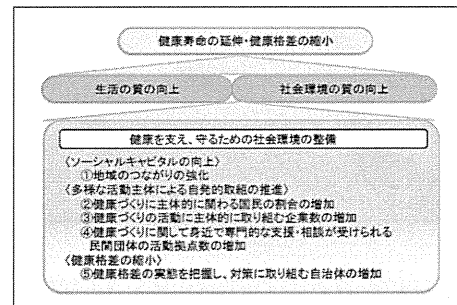 健康寿命の延伸・健康格差の縮小
生活の質の向上
社会環境の質の向上
健康を支え、守るための社会環境の整備
〈ソーシャルキャピタルの向上〉
①地域のつながりの強化
〈多様な活動主体による自発的取組の推進〉
②健康づくりに主体的に関わる国民の割合の増加
③健康づくりの活動に主体的に取り組む企業数の増加
④健康づくりに関して身近で専門的な支援・相談が受けられる
民間団体の活動拠点数の増加
〈健康格差の縮小〉
⑤健康格差の実態を把握し、対策に取り組む自治体の増加